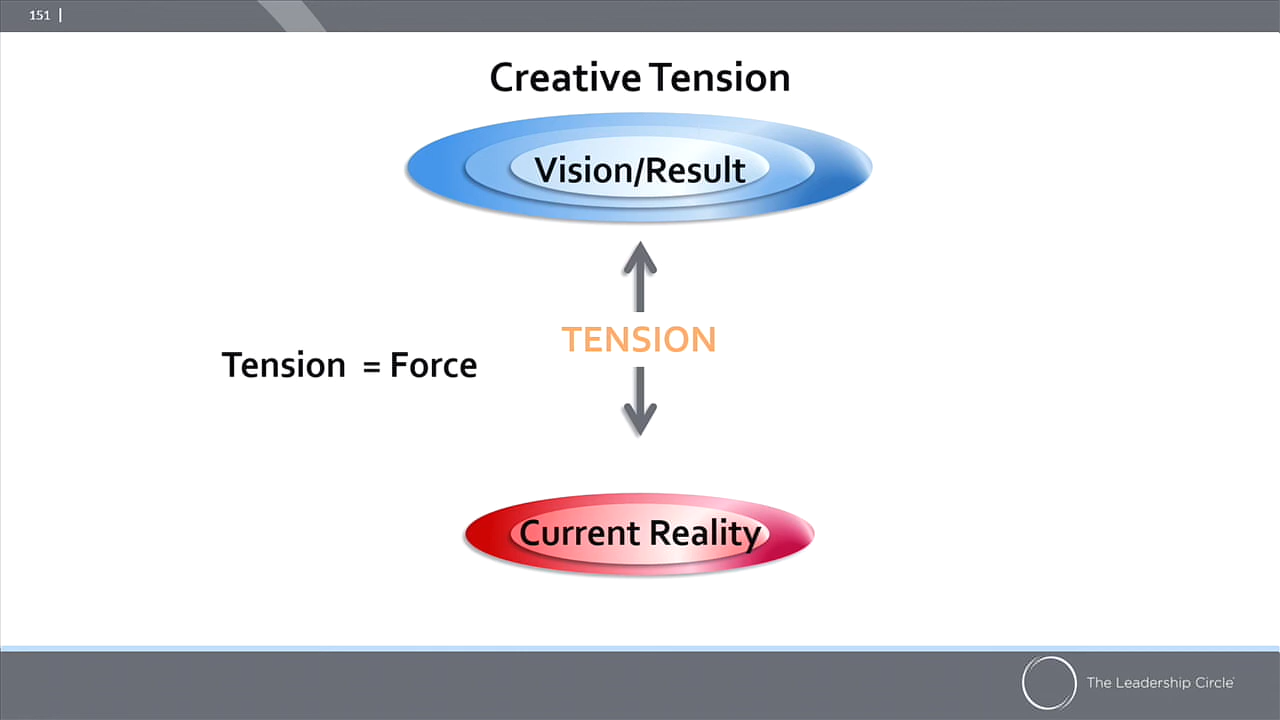 151 |
Creative Tension
Vision/Result
TENSION
Tension = Force
Current Reality
The Leadership Circle